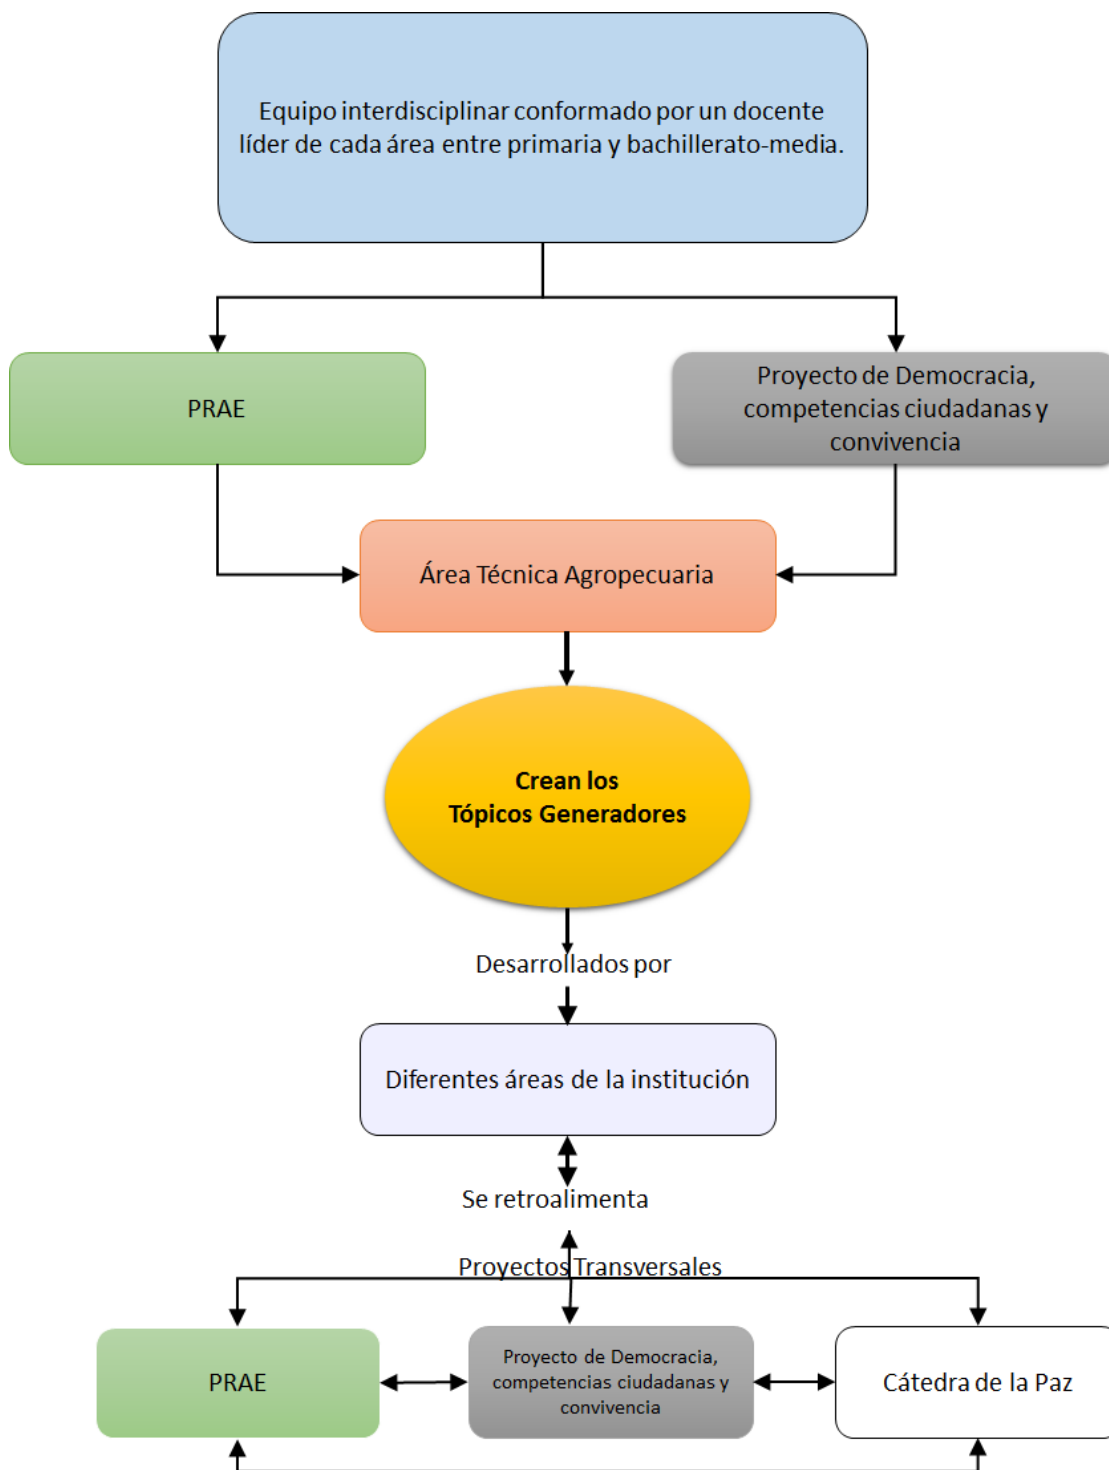 Equipo interdisciplinar conformado por un docente
líder de cada área entre primaria y bachillerato-media.
PRAE
Proyecto de Democracia,
competencias ciudadanas y
convivencia
Área Técnica Agropecuaria
Crean los
Tópicos Generadores
Desarrollados por
Diferentes áreas de la institución
Se retroalimenta
Proyectos Transversales
PRAE
Proyecto de Democracia,
competencias ciudadanas y
convivencia
Cátedra de la Paz